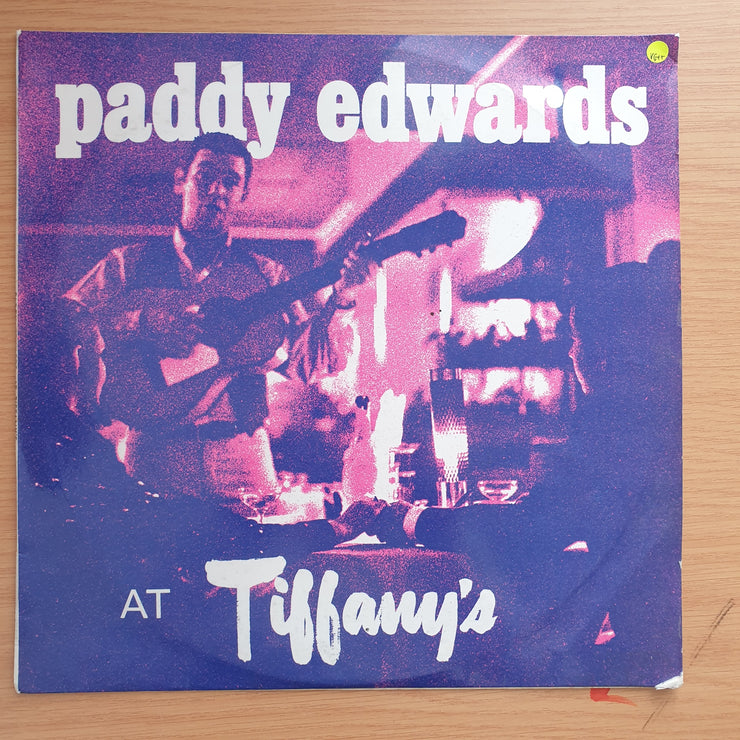 paddy edwards
AT Tiffany's